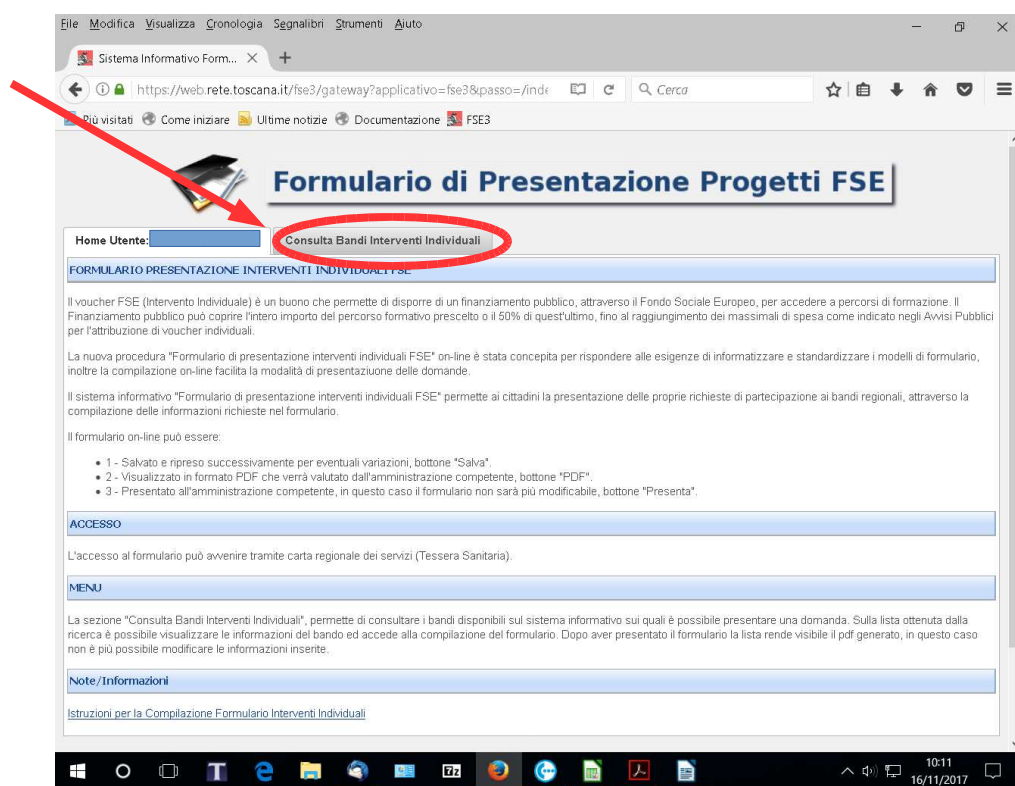 File Modifica Visualizza Cronologia Segnalibri Strumenti Aiuto
Sistema Informativo Form...
https://web.rete.toscana.it/fse3/gateway?applicativo=fse3&passo=/inde
Cerca
Più visitati Come iniziare Ultime notizie Documentazione FSE3
Formulario di Presentazione Progetti FSE
Home Utente: Consulta Bandi Interventi Individuali
FORMULARIO PRESENTAZIONE INTERVENTI INDIVIDUALI FSE
Il voucher FSE (Intervento Individuale) è un buono che permette di disporre di un finanziamento pubblico, attraverso il Fondo Sociale Europeo, per accedere a percorsi di formazione. Il
Finanziamento pubblico può coprire l'intero importo del percorso formativo prescelto o il 50% di quest'ultimo, fino al raggiungimento dei massimali di spesa come indicato negli Avvisi Pubblici
per l'attribuzione di voucher individuali.
La nuova procedura "Formulario di presentazione interventi individuali FSE" on-line è stata concepita per rispondere alle esigenze di informatizzare e standardizzare i modelli di formulario,
inoltre la compilazione on-line facilita la modalità di presentaziuone delle domande.
Il sistema informativo "Formulario di presentazione interventi individuali FSE" permette ai cittadini la presentazione delle proprie richieste di partecipazione ai bandi regionali, attraverso la
compilazione delle informazioni richieste nel formulario.
Il formulario on-line può essere:
• 1 - Salvato e ripreso successivamente per eventuali variazioni, bottone "Salva".
• 2 - Visualizzato in formato PDF che verrà valutato dall'amministrazione competente, bottone "PDF".
• 3 - Presentato all'amministrazione competente, in questo caso il formulario non sarà più modificabile, bottone "Presenta".
ACCESSO
L'accesso al formulario può avvenire tramite carta regionale dei servizi (Tessera Sanitaria).
MENU
La sezione "Consulta Bandi Interventi Individuali", permette di consultare i bandi disponibili sul sistema informativo sui quali è possibile presentare una domanda. Sulla lista ottenuta dalla
ricerca è possibile visualizzare le informazioni del bando ed accede alla compilazione del formulario. Dopo aver presentato il formulario la lista rende visibile il pdf generato, in questo caso
non è più possibile modificare le informazioni inserite.
Note/Informazioni
Istruzioni per la Compilazione Formulario Interventi Individuali
10:11
16/11/2017